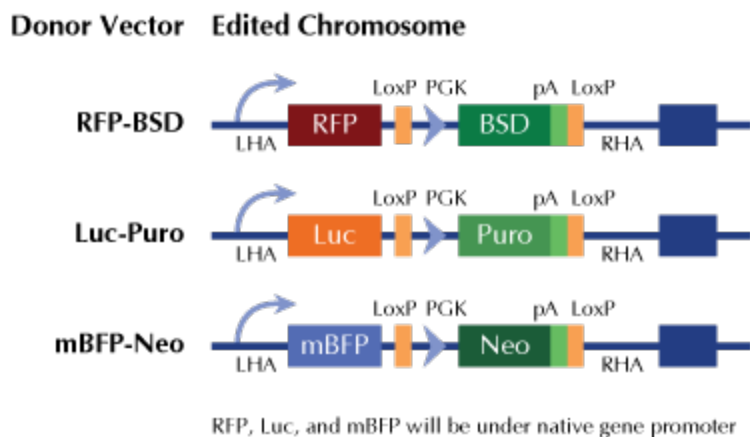 Donor Vector Edited Chromosome
LoxP PGK pA LoxP
RFP-BSD RFP BSD
LHA RHA
LoxP PGK pA LoxP
Luc-Puro Luc Puro
LHA RHA
LoxP PGK pA LoxP
mBFP-Neo mBFP Neo
LHA RHA
RFP, Luc, and mBFP will be under native gene promoter